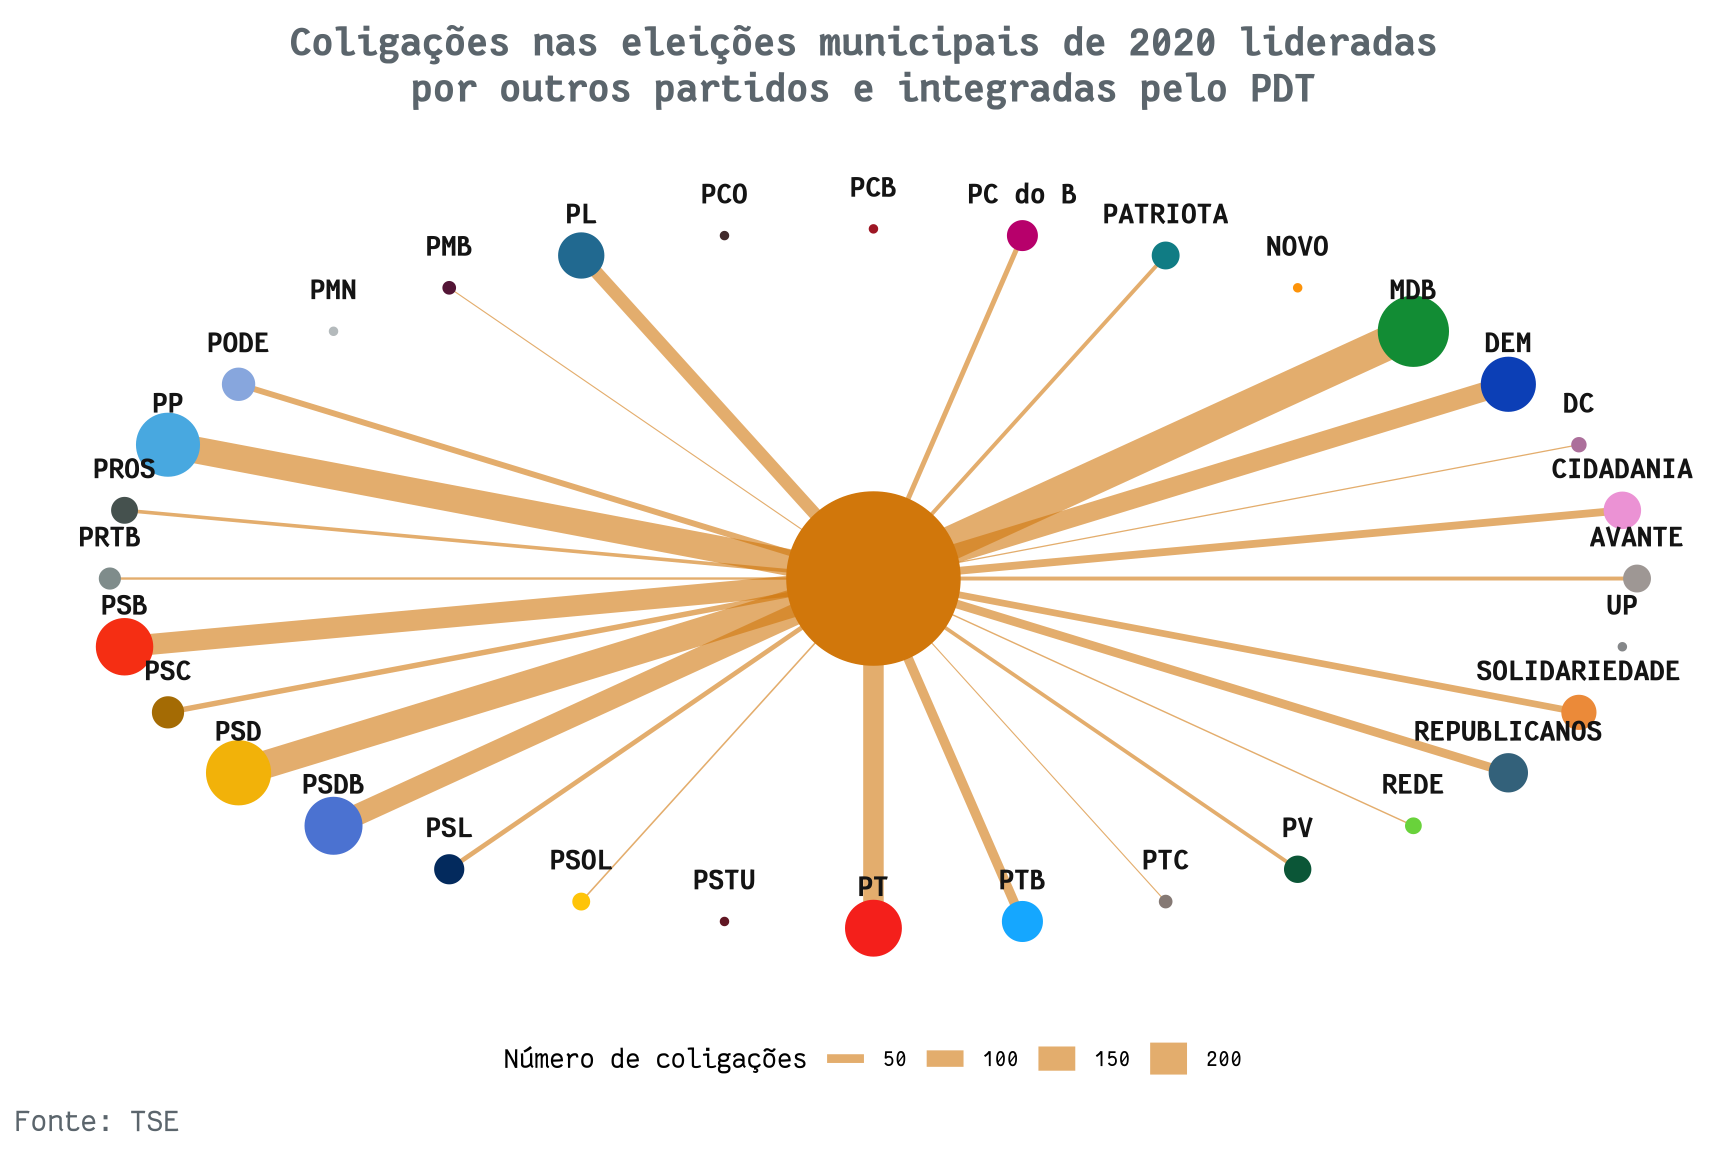 Coligações nas eleições municipais de 2020 lideradas
por outros partidos e integradas pelo PDT
PCB
PCO
PC do B
PL
PATRIOTA
PMB
NOVO
PMN
MDB
PODE
DEM
PP
DC
PROS
CIDADANIA
PRTB
AVANTE
PSB
UP
PSC
SOLIDARIEDADE
PSD
REPUBLICANOS
PSDB
REDE
PSL
PV
PSOL
PTC
PSTU
PTB
PT
Número de coligações 50 100 150 200
Fonte: TSE